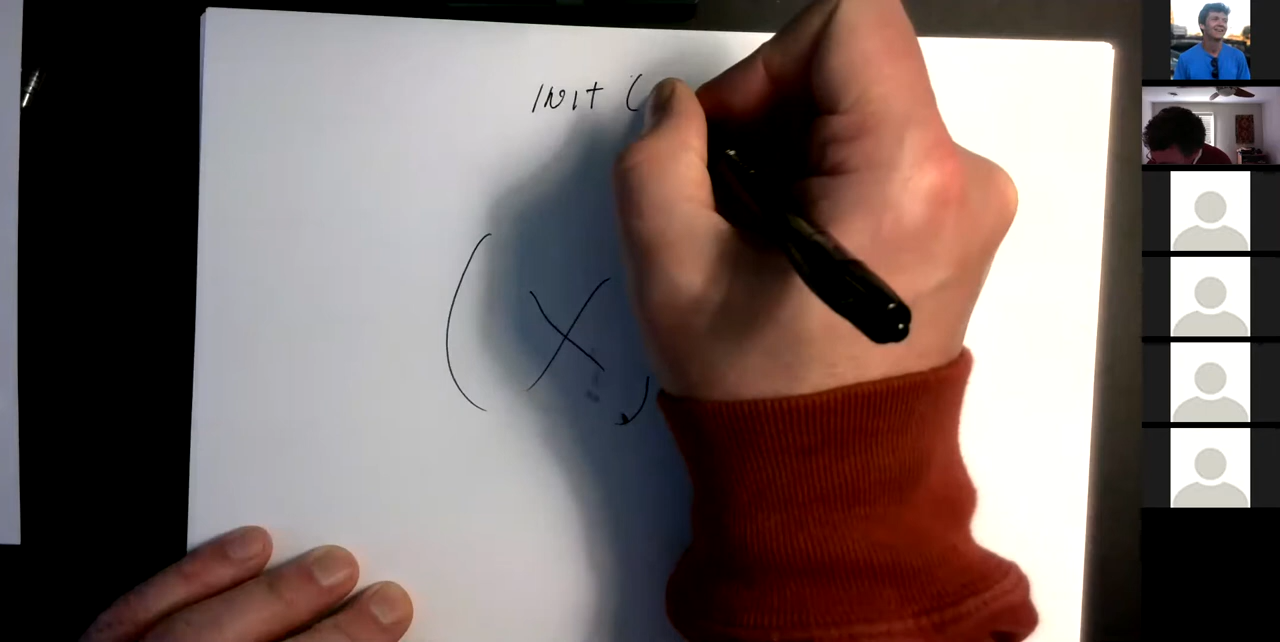 Init (
( X ,